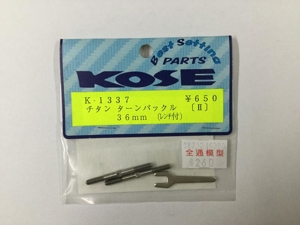 Best Setting
PARTS
KOSE
K-1337 ¥650
チタン ターンバックル [Ⅱ]
36mm (レンチ付)
全通模型